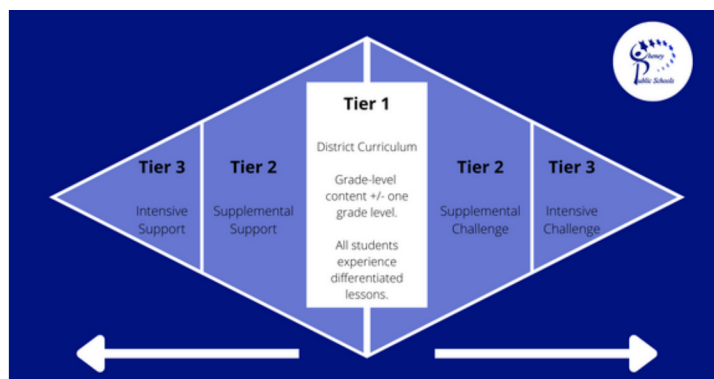 Cheney
Public Schools
Tier 1
District Curriculum
Grade-level
content +/- one
grade level.
All students
experience
differentiated
lessons.
Tier 3
Intensive
Support
Tier 2
Supplemental
Support
Tier 2
Supplemental
Challenge
Tier 3
Intensive
Challenge